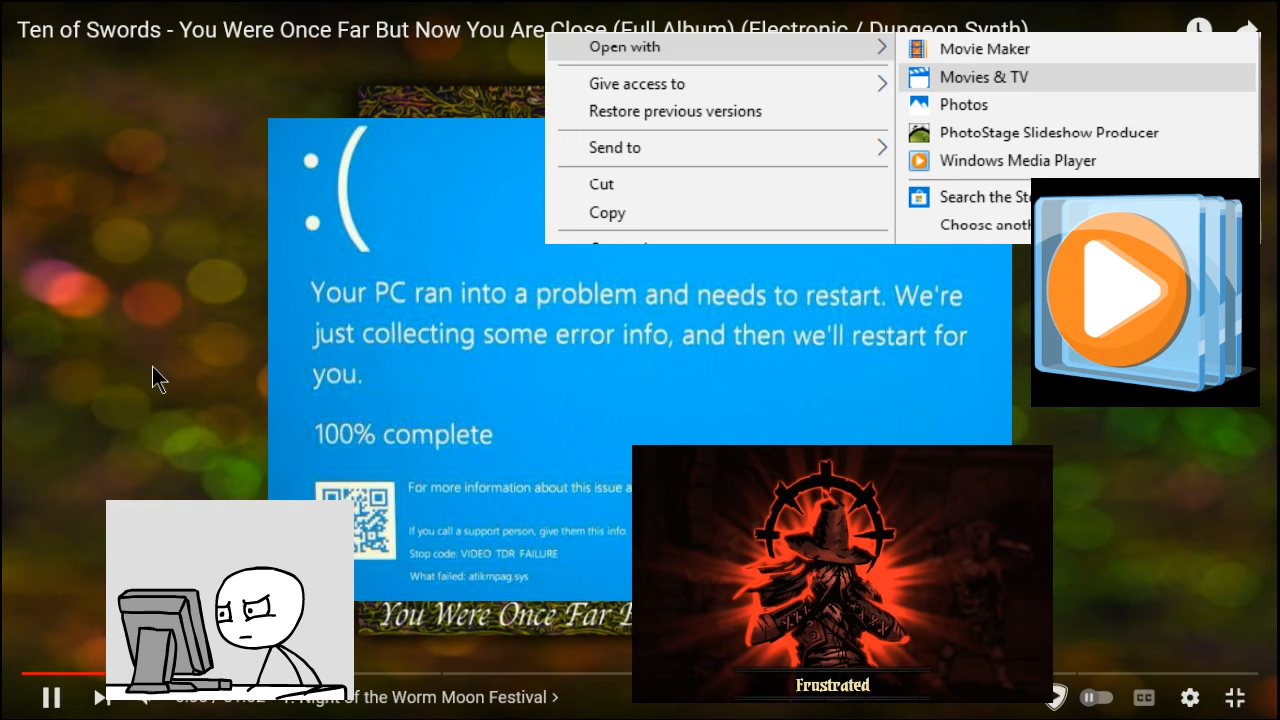 Ten of Swords - You Were Once Far But Now You Are Close (Full Album) (Electronic / Dungeon Synth)
Open with
Give access to
Restore previous versions
Send to
Cut
Copy
Movie Maker
Movies & TV
Photos
PhotoStage Slideshow Producer
Windows Media Player
Search the
Choose
:(
Your PC ran into a problem and needs to restart. We're
just collecting some error info, and then we'll restart for
you.
100% complete
For more information about this issue
If you call a support person, give them this info:
Stop code: VIDEO TDR FAILURE
What failed: atikmpag.sys
You Were Once Far
Frustrated
of the Worm Moon Festival >
CC